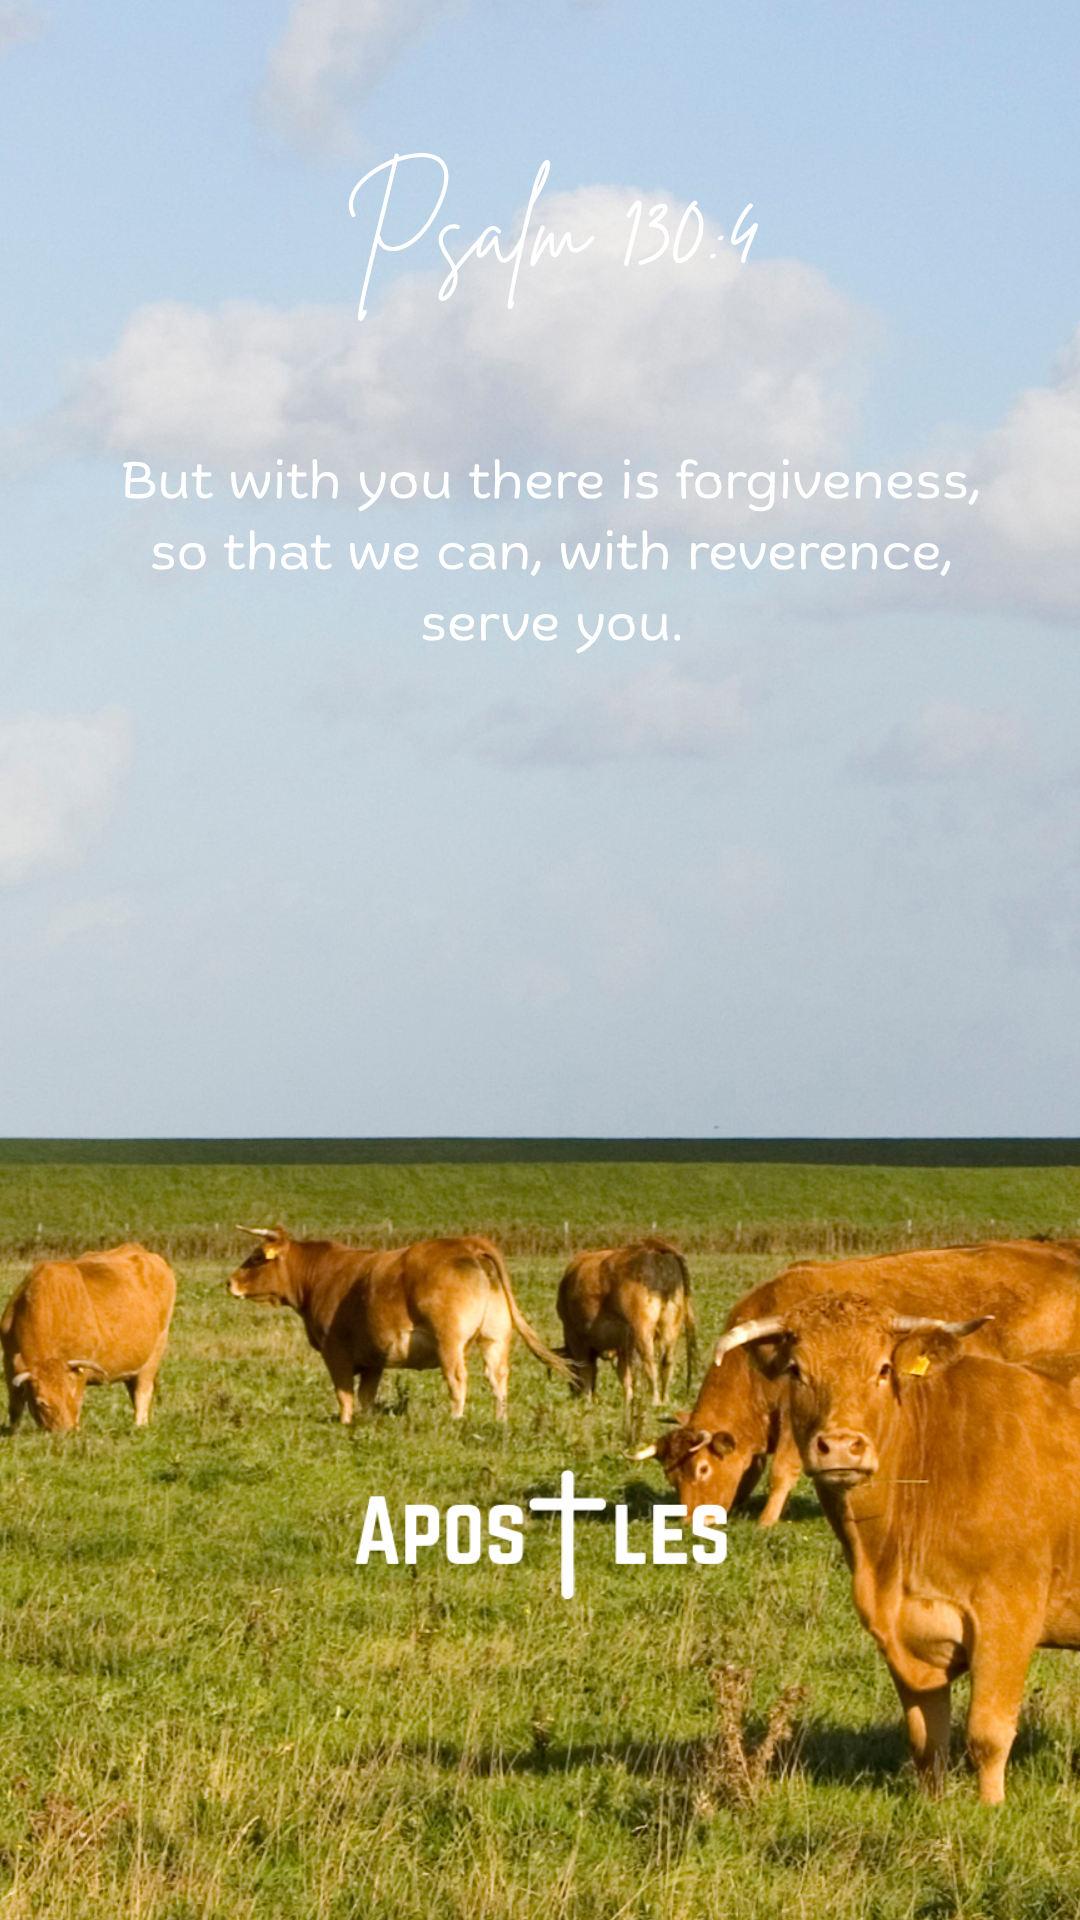 Psalm 130:4
But with you there is forgiveness,
so that we can, with reverence,
serve you.
APOSTLES